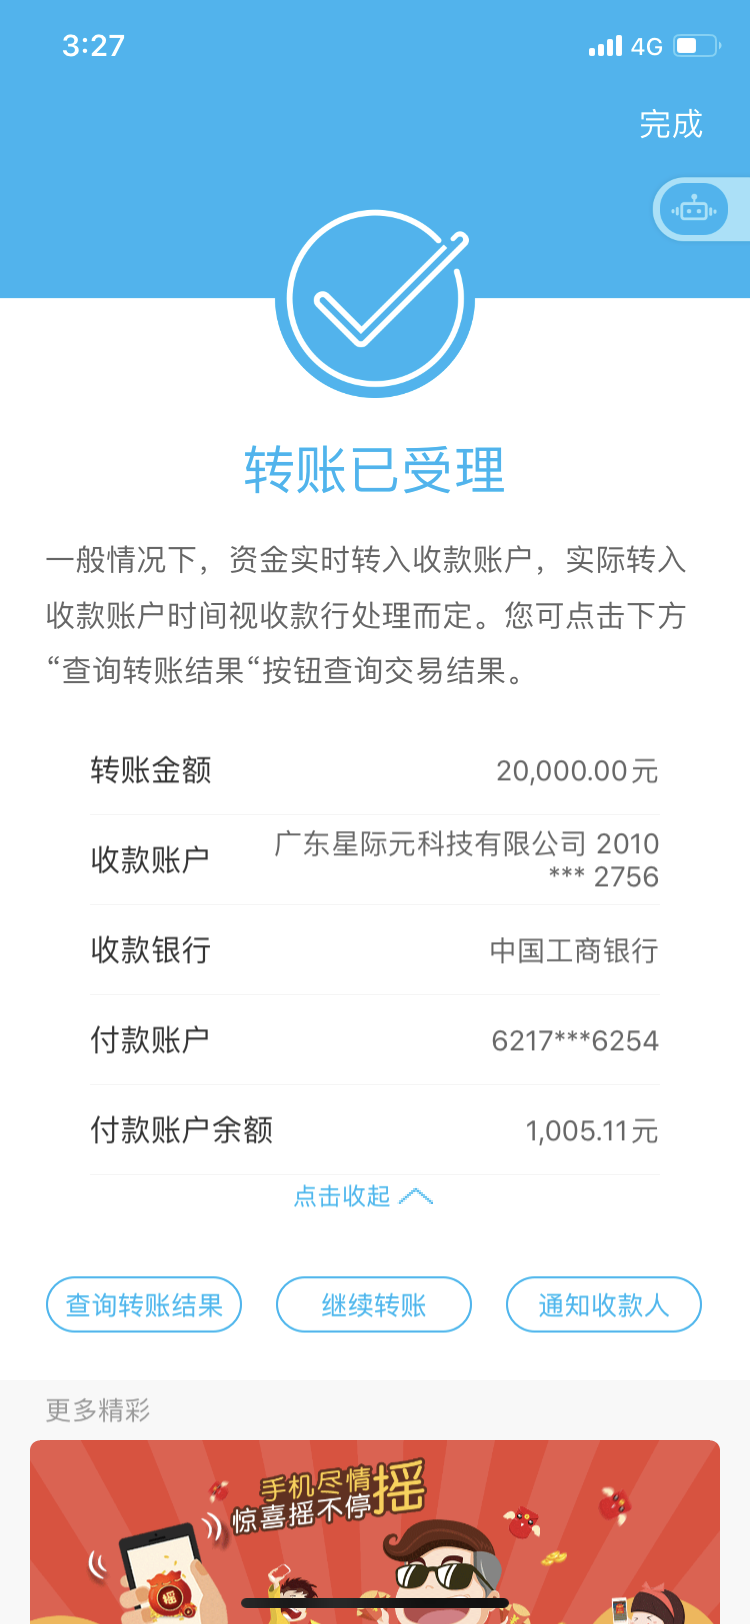 3:27
4G
完成
转账已受理
一般情况下，资金实时转入收款账户，实际转入
收款账户时间视收款行处理而定。您可点击下方
“查询转账结果“按钮查询交易结果。
转账金额 20,000.00元
收款账户 广东星际元科技有限公司 2010
*** 2756
收款银行 中国工商银行
付款账户 6217***6254
付款账户余额 1,005.11元
点击收起
查询转账结果 继续转账 通知收款人
更多精彩
手机尽情摇
惊喜摇不停
摇